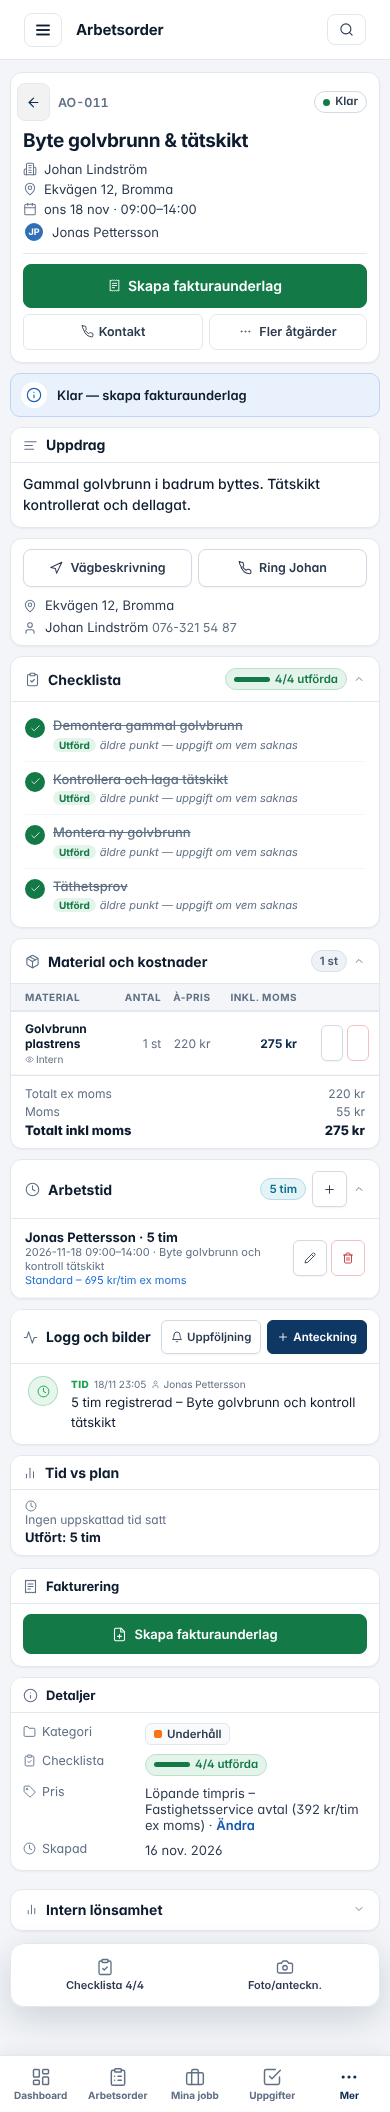 Arbetsorder
AO-011
Klar
Byte golvbrunn & tätskikt
Johan Lindström
Ekvägen 12, Bromma
ons 18 nov · 09:00–14:00
JP Jonas Pettersson
Skapa fakturaunderlag
Kontakt
Fler åtgärder
Klar — skapa fakturaunderlag
Uppdrag
Gammal golvbrunn i badrum byttes. Tätskikt
kontrollerat och dellagat.
Vägbeskrivning
Ring Johan
Ekvägen 12, Bromma
Johan Lindström 076-321 54 87
Checklista
4/4 utförda
Demontera gammal golvbrunn
Utförd äldre punkt — uppgift om vem saknas
Kontrollera och laga tätskikt
Utförd äldre punkt — uppgift om vem saknas
Montera ny golvbrunn
Utförd äldre punkt — uppgift om vem saknas
Täthetsprov
Utförd äldre punkt — uppgift om vem saknas
Material och kostnader
1 st
MATERIAL ANTAL À-PRIS INKL. MOMS
Golvbrunn
plastrens
1 st 220 kr 275 kr
Intern
Totalt ex moms 220 kr
Moms 55 kr
Totalt inkl moms 275 kr
Arbetstid
5 tim
Jonas Pettersson · 5 tim
2026-11-18 09:00–14:00 · Byte golvbrunn och
kontroll tätskikt
Standard – 695 kr/tim ex moms
Logg och bilder
Uppföljning
Anteckning
TID 18/11 23:05 Jonas Pettersson
5 tim registrerad – Byte golvbrunn och kontroll
tätskikt
Tid vs plan
Ingen uppskattad tid satt
Utfört: 5 tim
Fakturering
Skapa fakturaunderlag
Detaljer
Kategori Underhåll
Checklista 4/4 utförda
Pris Löpande timpris –
Fastighetsservice avtal (392 kr/tim
ex moms) · Ändra
Skapad 16 nov. 2026
Intern lönsamhet
Checklista 4/4
Foto/anteckn.
Dashboard
Arbetsorder
Mina jobb
Uppgifter
Mer